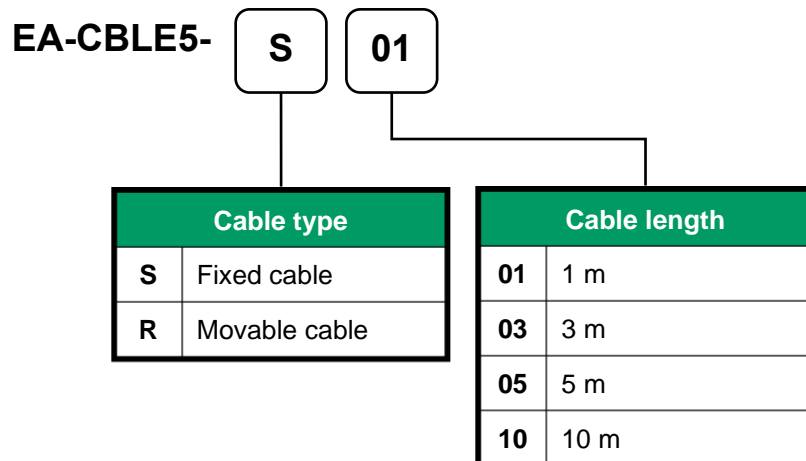 EA-CBLE5- S 01
Cable type
S Fixed cable
R Movable cable
Cable length
01 1 m
03 3 m
05 5 m
10 10 m